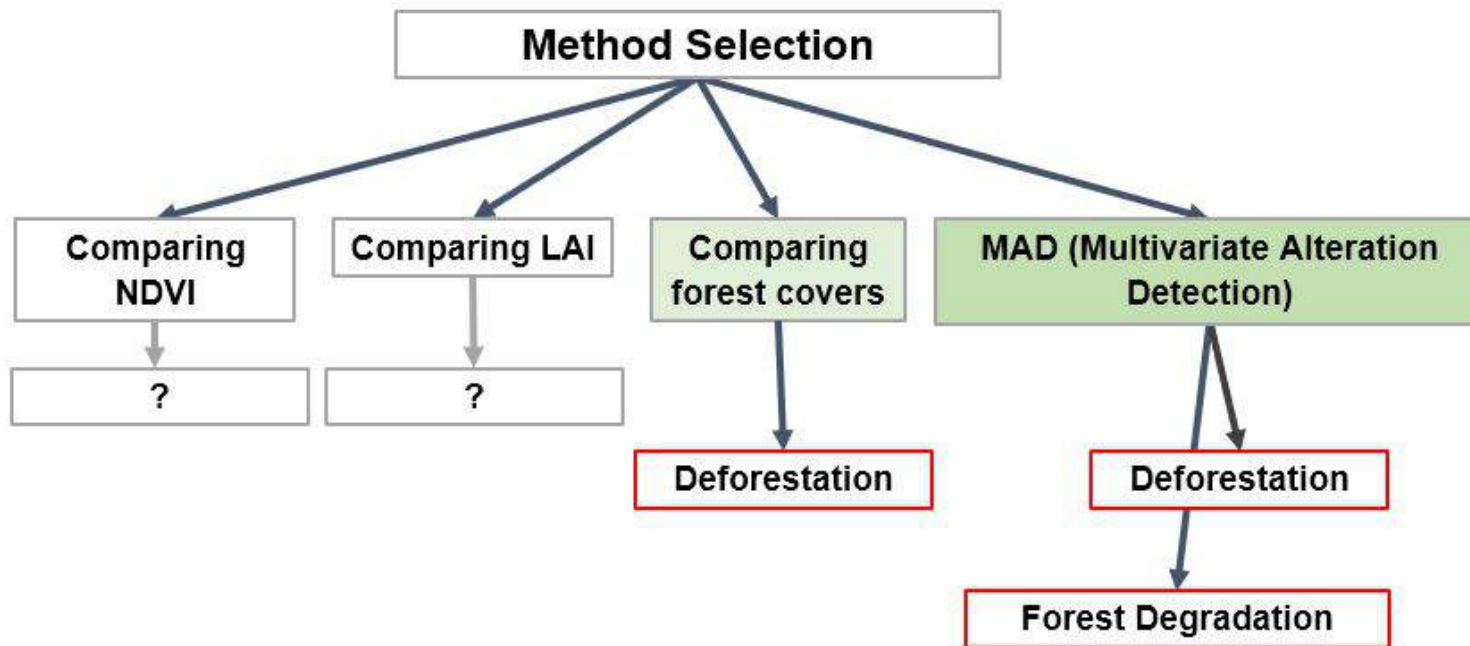 Method Selection
Comparing
NDVI
Comparing LAI
Comparing
forest covers
MAD (Multivariate Alteration
Detection)
?
?
Deforestation
Deforestation
Forest Degradation